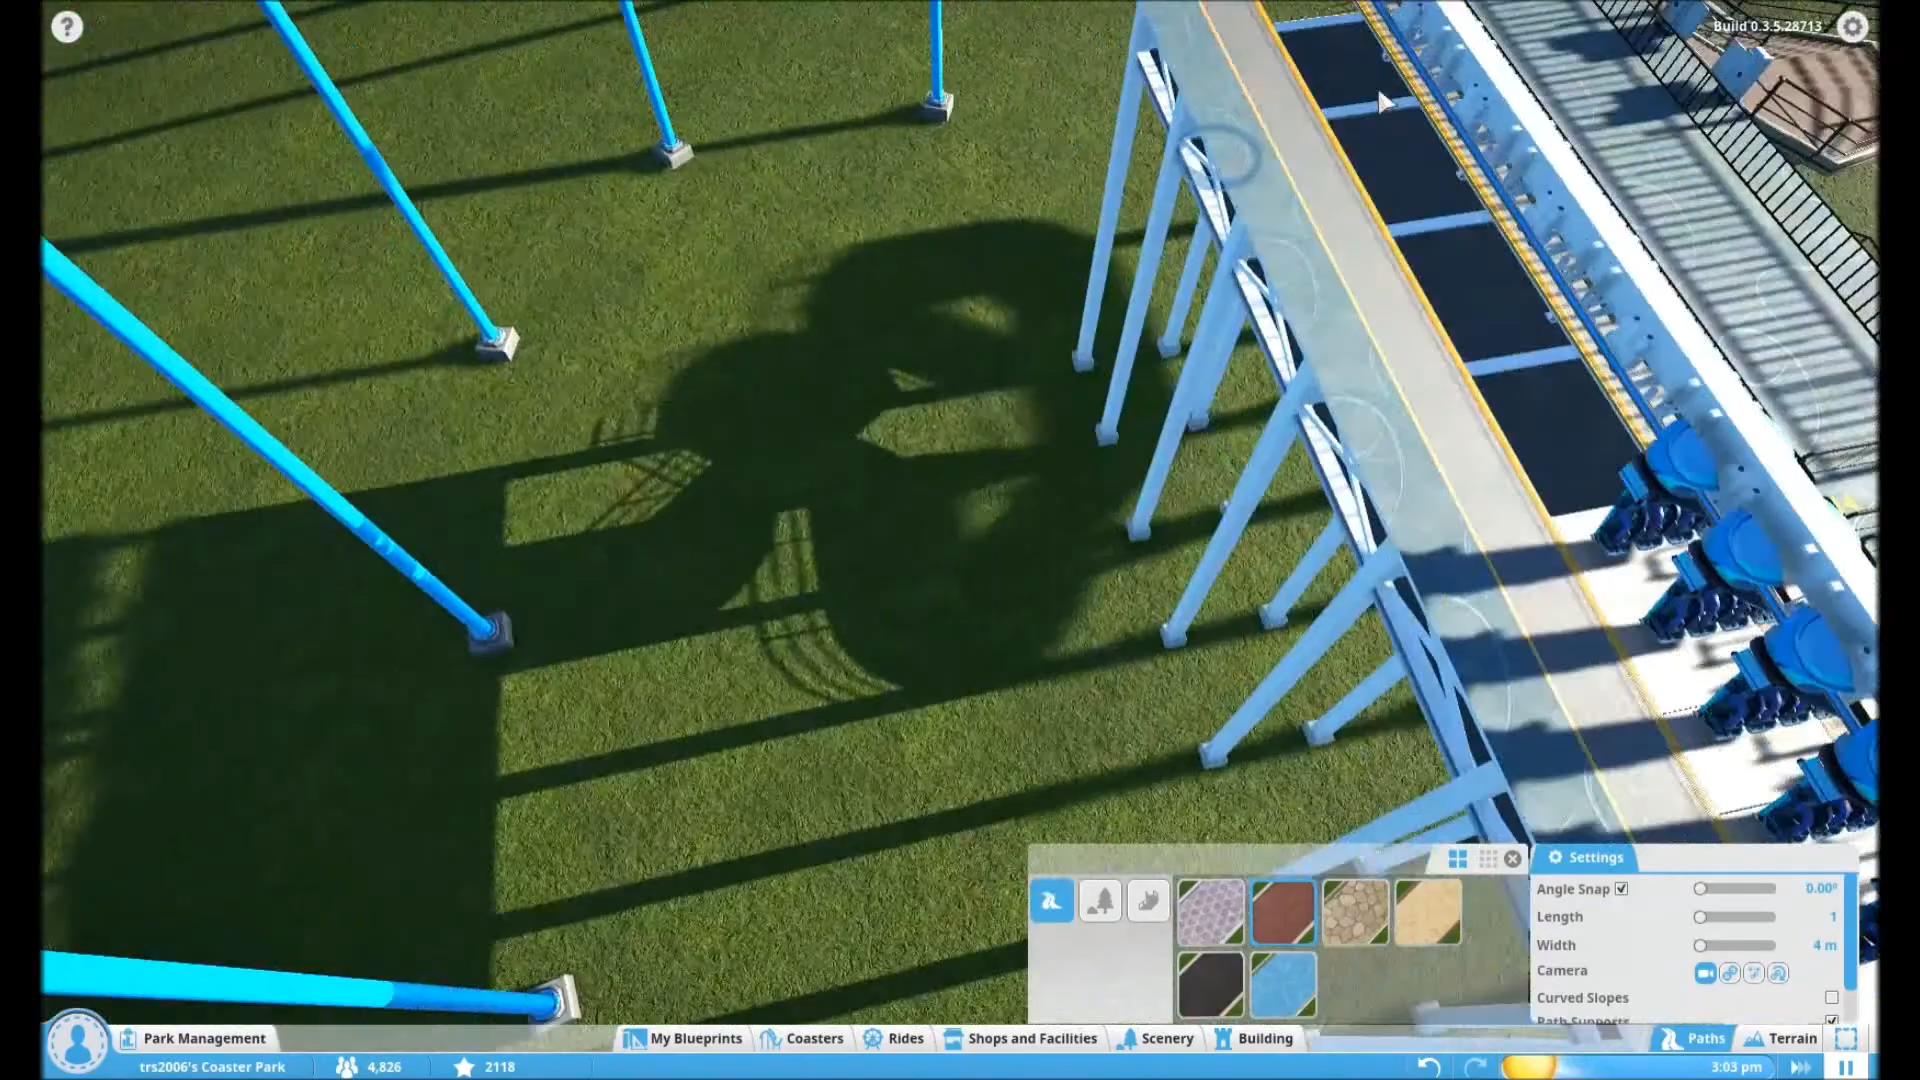 ?
Build 0.3.5.28713
Settings
Angle Snap 0.00°
Length 1
Width 4 m
Camera
Curved Slopes
Path Supports
Park Management
My Blueprints
Coasters
Rides
Shops and Facilities
Scenery
Building
Paths
Terrain
trs2006's Coaster Park
4,826
2118
3:03 pm